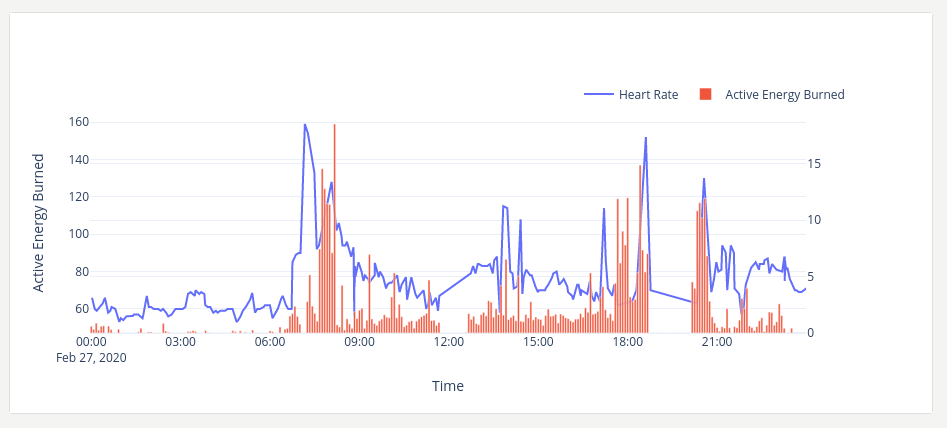 Heart Rate Active Energy Burned
160
140
120
100
80
60
15
10
5
0
Active Energy Burned
00:00 03:00 06:00 09:00 12:00 15:00 18:00 21:00
Feb 27, 2020
Time